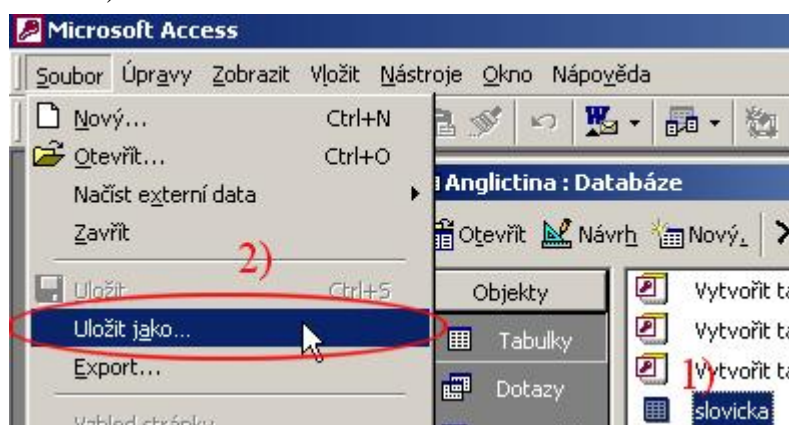 )
Microsoft Access
Soubor Úpravy Zobrazit Vložit Nástroje Okno Nápověda
Nový... Ctrl+N
Otevřít... Ctrl+O
Načíst externí data
Zavřít
2)
Uložit Ctrl+S
Uložit jako...
Export...
Vzhled stránky
Anglictina : Databáze
Otevřít Návrh Nový.
Objekty
Tabulky
Dotazy
Vytvořit ta
Vytvořit ta
Vytvořit ta
1)
slovicka